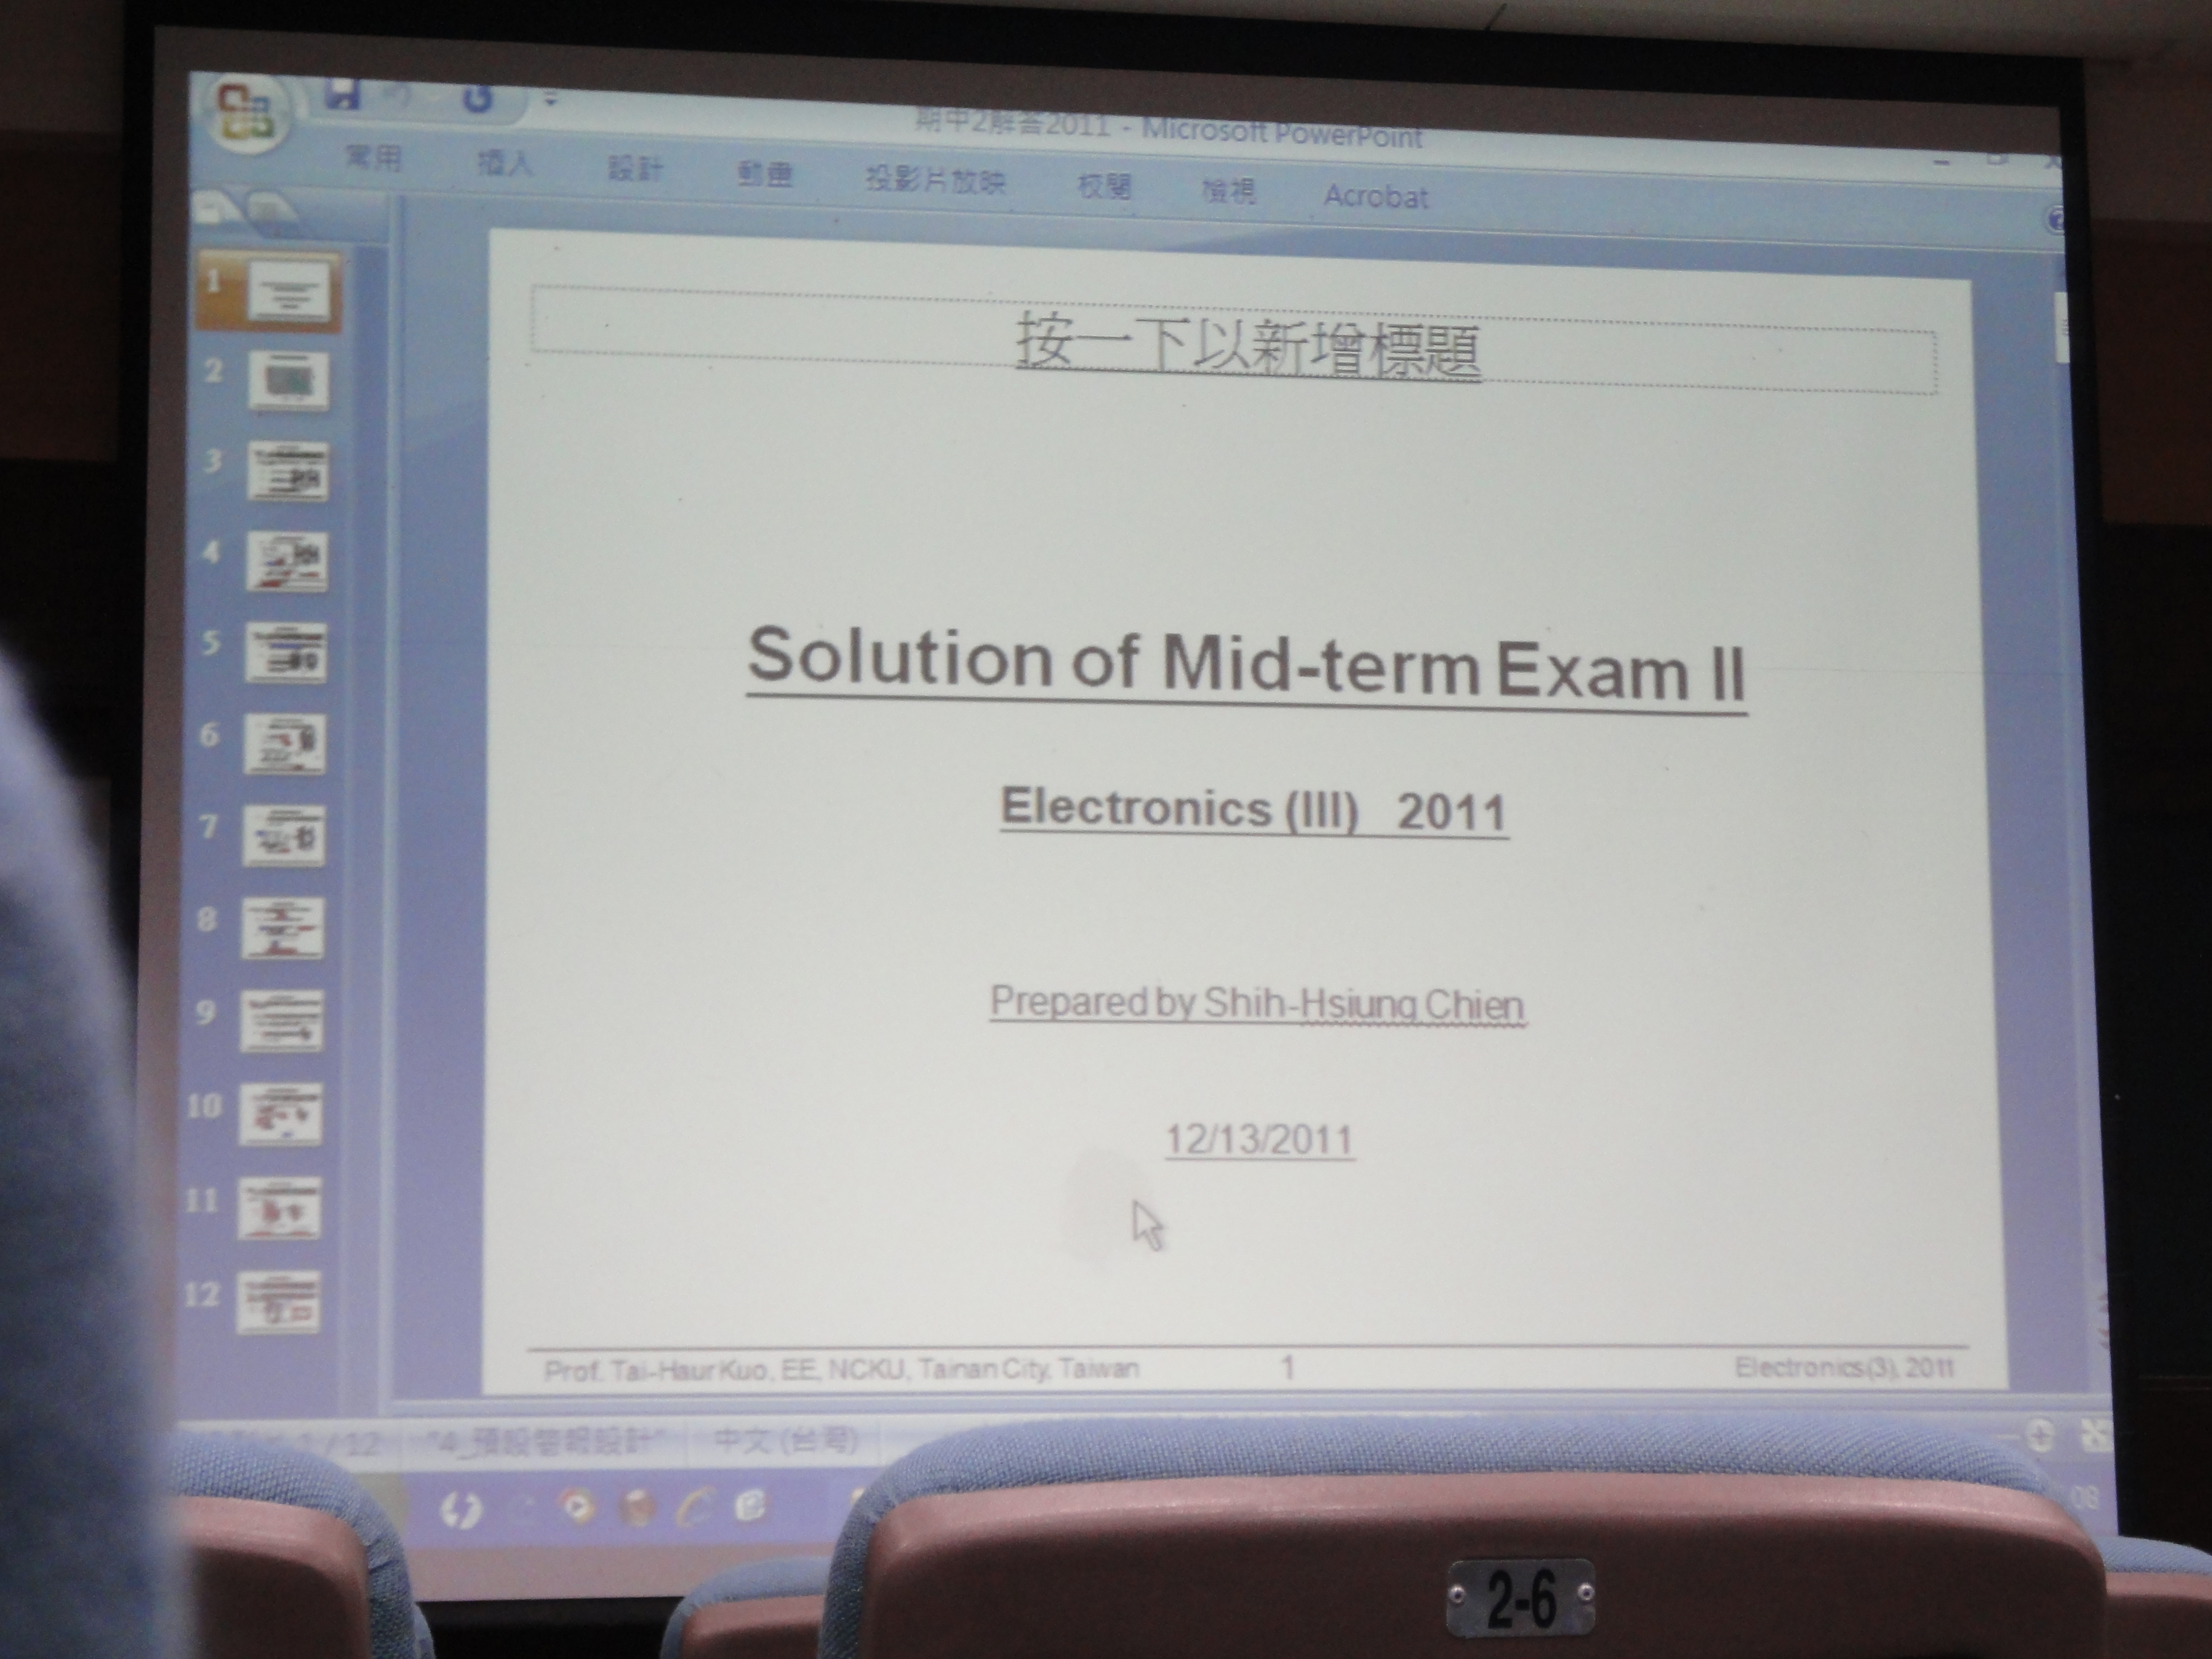 期中2解答2011 - Microsoft PowerPoint
常用 插入 設計 動畫 投影片放映 校閱 檢視 Acrobat
1
2
3
4
5
6
7
8
9
10
11
12
按一下以新增標題
Solution of Mid-term Exam II
Electronics (III) 2011
Prepared by Shih-Hsiung Chien
12/13/2011
Prof. Tai-Haur Kuo, EE, NCKU, Tainan City, Taiwan 1 Electronics(3), 2011
1 / 12 "4_預設簡報設計" 中文 (台灣)
08
2-6